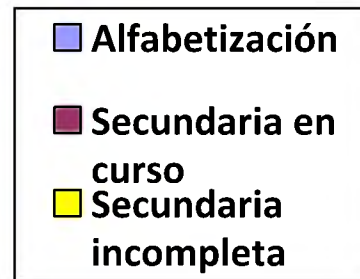 Alfabetización
Secundaria en
curso
Secundaria
incompleta